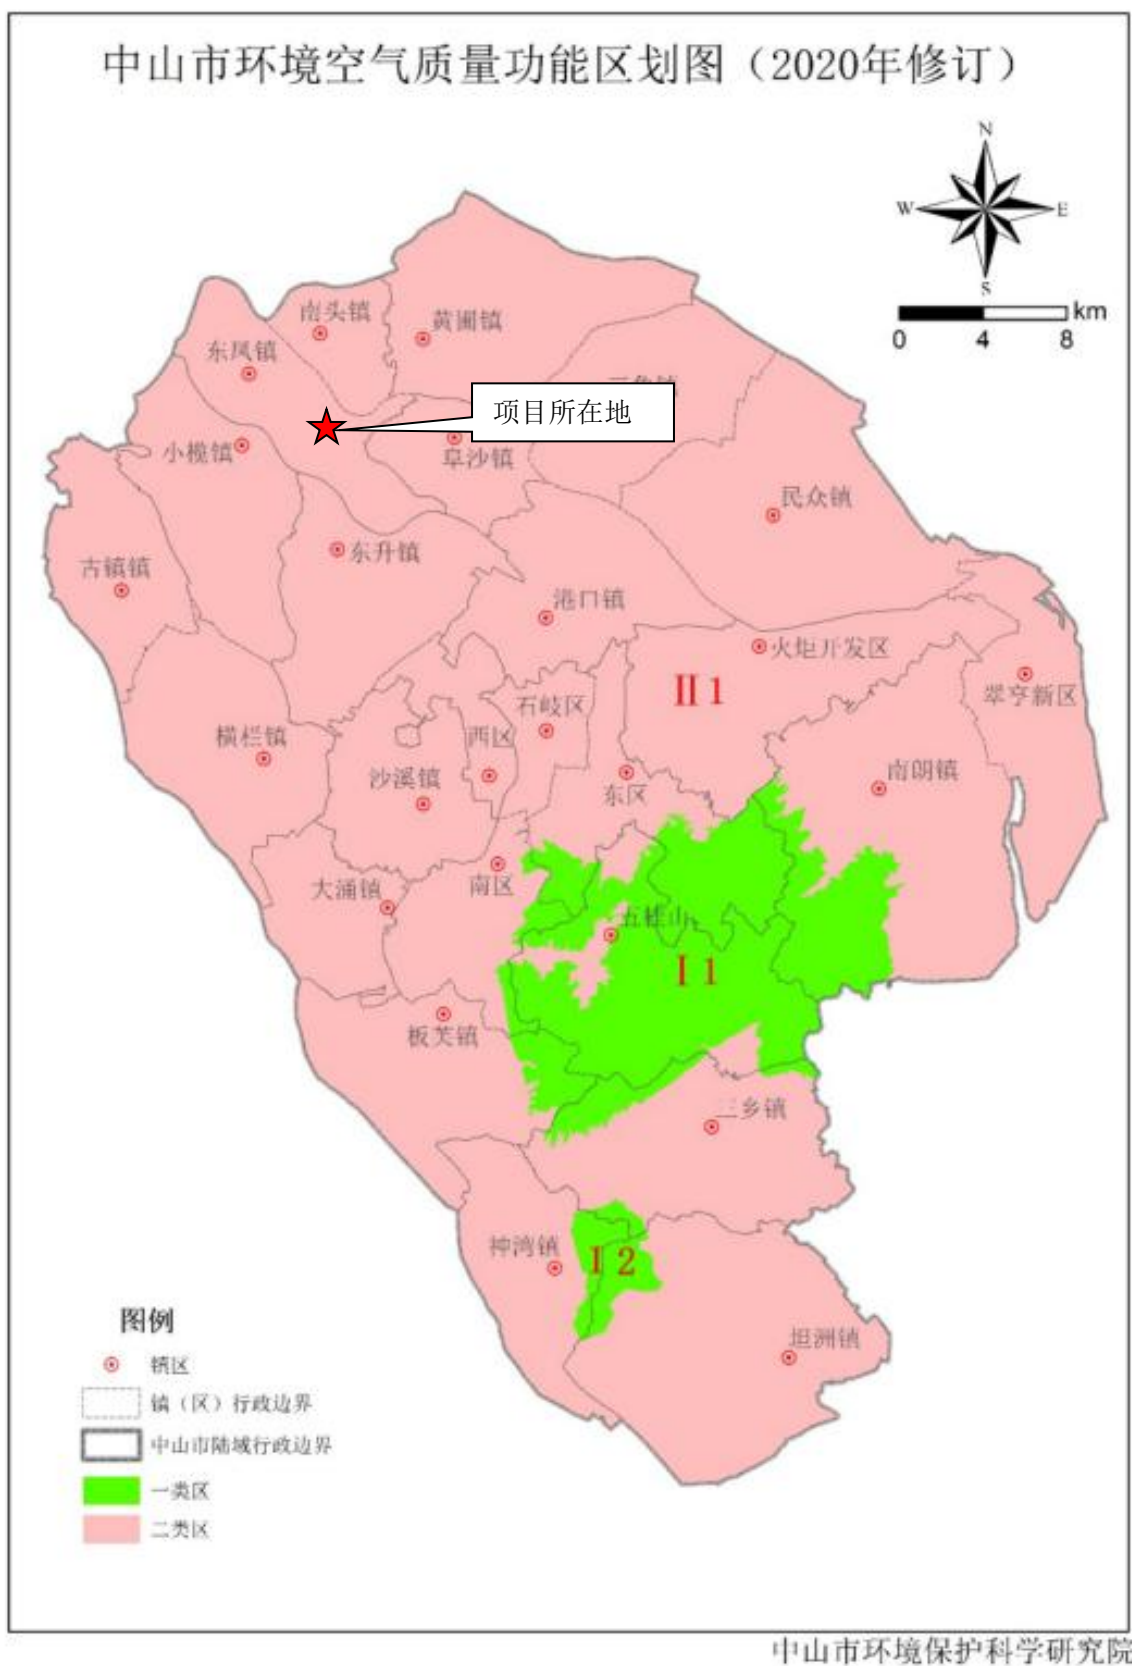 中山市环境空气质量功能区划图（2020年修订）
N
W
E
S
km
0 4 8
南头镇
黄圃镇
东凤镇
项目所在地
小榄镇
阜沙镇
民众镇
东升镇
古镇镇
港口镇
火炬开发区
翠亨新区
II 1
石岐区
西区
横栏镇
沙溪镇
东区
南朗镇
南区
大涌镇
五桂山
I 1
板芙镇
三乡镇
神湾镇
I 2
坦洲镇
图例
镇区
镇（区）行政边界
中山市陆域行政边界
一类区
二类区
中山市环境保护科学研究院